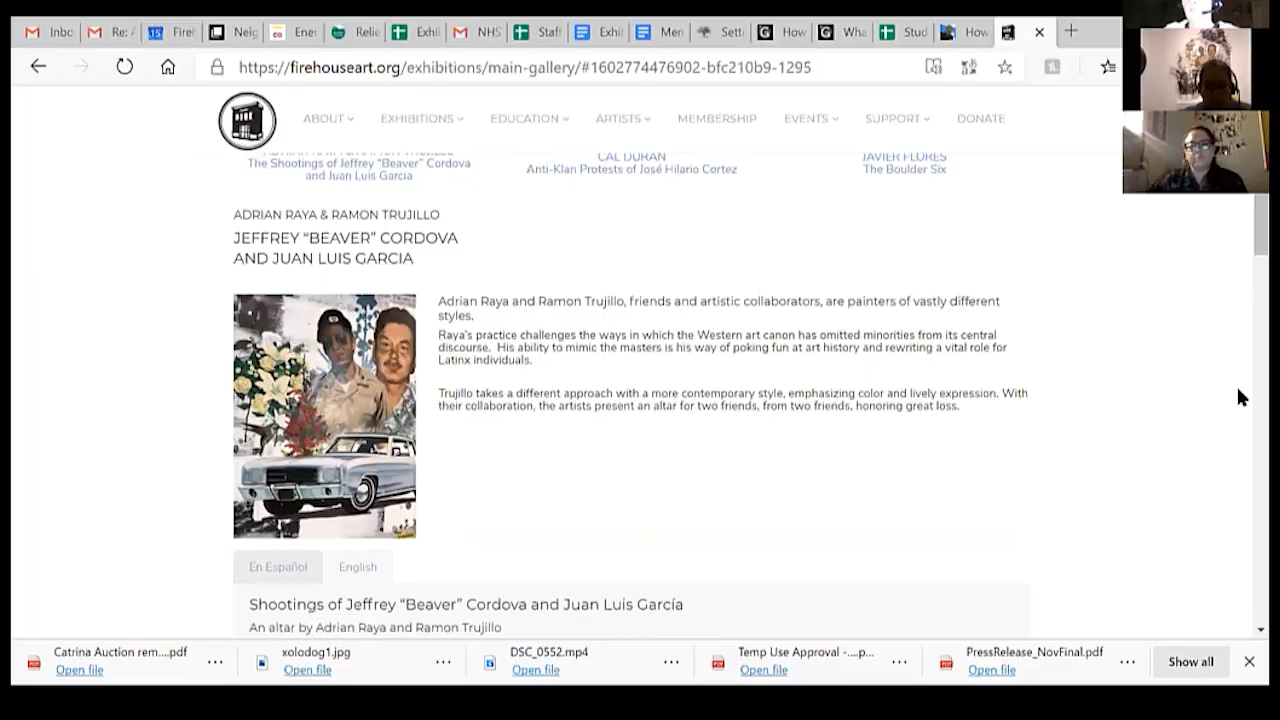 Inbo
Re: A
15
Firel
Neig
co
Ener
Relie
Exhil
NHS
Staff
Exhil
Men
Setti
How
Wha
Stud
How
https://firehouseart.org/exhibitions/main-gallery/#1602774476902-bfc210b9-1295
ABOUT
EXHIBITIONS
EDUCATION
ARTISTS
MEMBERSHIP
EVENTS
SUPPORT
DONATE
The Shootings of Jeffrey “Beaver” Cordova
and Juan Luis Garcia
CAL DURAN
Anti-Klan Protests of José Hilario Cortez
JAVIER FLORES
The Boulder Six
ADRIAN RAYA & RAMON TRUJILLO
JEFFREY “BEAVER” CORDOVA
AND JUAN LUIS GARCIA
Adrian Raya and Ramon Trujillo, friends and artistic collaborators, are painters of vastly different
styles.
Raya’s practice challenges the ways in which the Western art canon has omitted minorities from its central
discourse. His ability to mimic the masters is his way of poking fun at art history and rewriting a vital role for
Latinx individuals.
Trujillo takes a different approach with a more contemporary style, emphasizing color and lively expression. With
their collaboration, the artists present an altar for two friends, from two friends, honoring great loss.
En Español
English
Shootings of Jeffrey “Beaver” Cordova and Juan Luis García
An altar by Adrian Raya and Ramon Trujillo
Catrina Auction rem....pdf
Open file
xolodog1.jpg
Open file
DSC_0552.mp4
Open file
Temp Use Approval -....p...
Open file
PressRelease_NovFinal.pdf
Open file
Show all